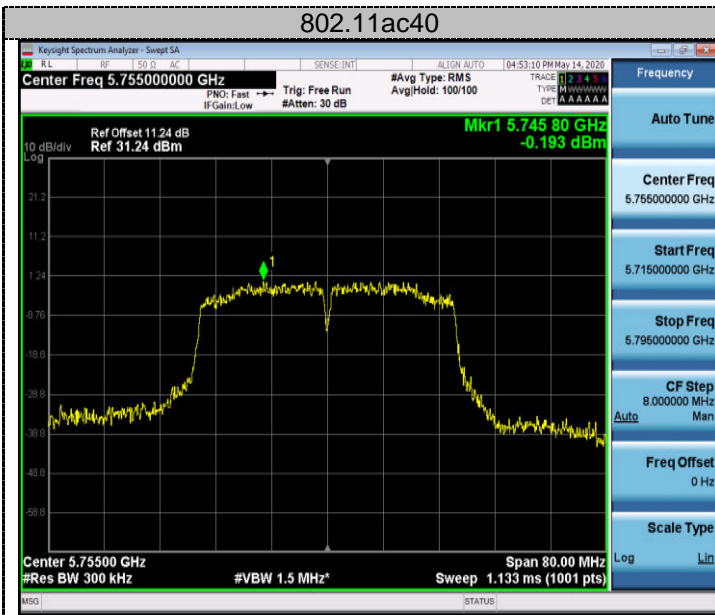 802.11ac40
Keysight Spectrum Analyzer - Swept SA
RL RF 50 Ω AC SENSE:INT ALIGN AUTO 04:53:10 PM May 14, 2020
Center Freq 5.755000000 GHz
PNO: Fast
IFGain:Low
Trig: Free Run
#Atten: 30 dB
#Avg Type: RMS
Avg|Hold: 100/100
TRACE 1 2 3 4 5 6
TYPE M WWWWW
DET A A A A A A
Mkr1 5.745 80 GHz
-0.193 dBm
Ref Offset 11.24 dB
10 dB/div Ref 31.24 dBm
Log
21.2
11.2
1.24
-8.76
-18.8
-28.8
-38.8
-48.8
-58.8
1
Center 5.75500 GHz Span 80.00 MHz
#Res BW 300 kHz #VBW 1.5 MHz* Sweep 1.133 ms (1001 pts)
MSG STATUS
Frequency
Auto Tune
Center Freq
5.755000000 GHz
Start Freq
5.715000000 GHz
Stop Freq
5.795000000 GHz
CF Step
8.000000 MHz
Auto Man
Freq Offset
0 Hz
Scale Type
Log Lin